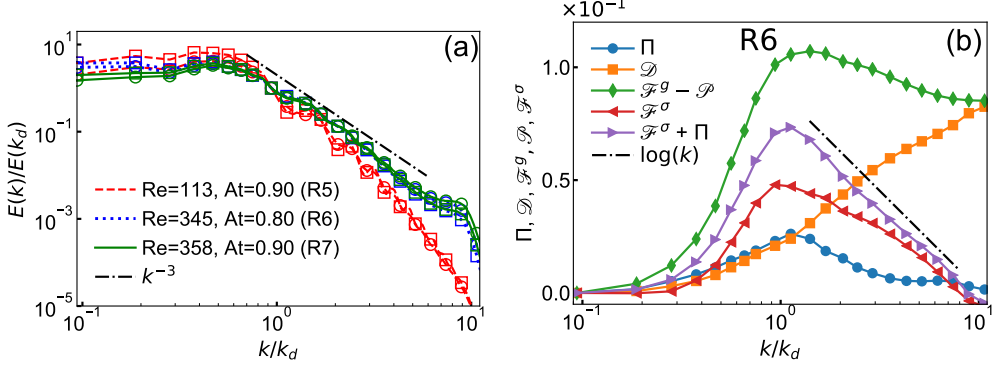 (a)
10¹
10⁻¹
10⁻³
10⁻⁵
E(k)/E(k_d)
Re=113, At=0.90 (R5)
Re=345, At=0.80 (R6)
Re=358, At=0.90 (R7)
k⁻³
10⁻¹ 10⁰ 10¹
k/k_d
×10⁻¹
R6
(b)
1.0
0.5
0.0
Π, 𝒟, ℱ^g, 𝒫, ℱ^σ
Π
𝒟
ℱ^g − 𝒫
ℱ^σ
ℱ^σ + Π
log(k)
10⁻¹ 10⁰ 10¹
k/k_d